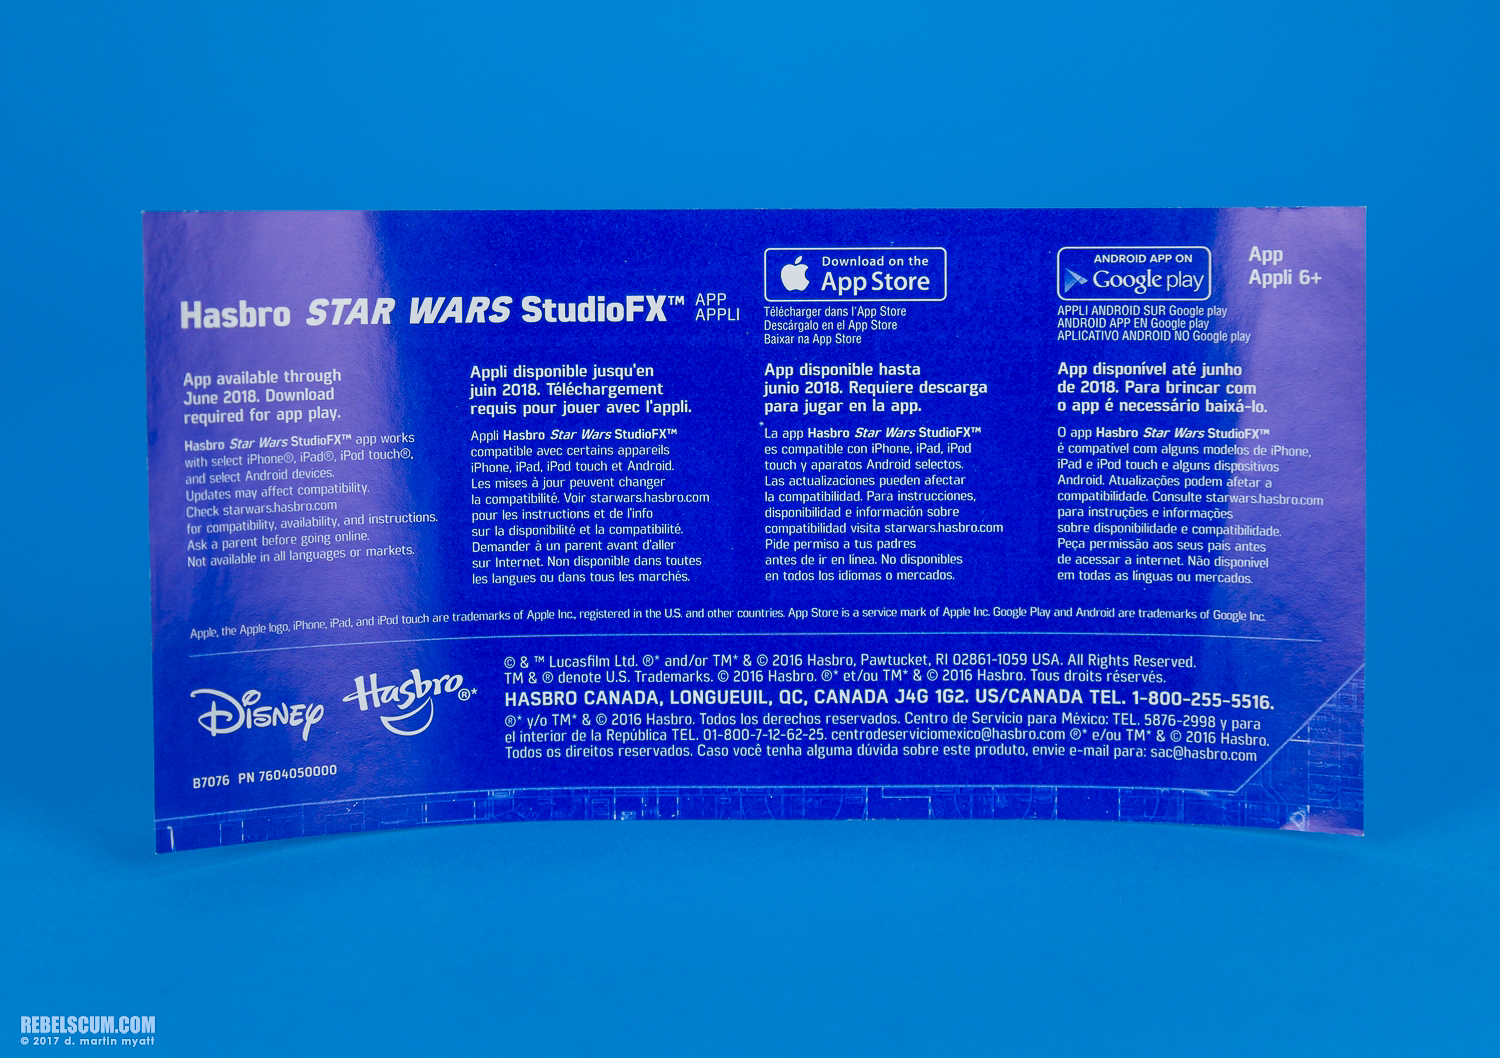 Hasbro STAR WARS StudioFX™ APP
APPLI
Download on the
App Store
Télécharger dans l'App Store
Descárgalo en el App Store
Baixar na App Store
ANDROID APP ON
Google play
APPLI ANDROID SUR Google play
ANDROID APP EN Google play
APLICATIVO ANDROID NO Google play
App
Appli 6+
App available through
June 2018. Download
required for app play.
Hasbro Star Wars StudioFX™ app works
with select iPhone®, iPad®, iPod touch®,
and select Android devices.
Updates may affect compatibility.
Check starwars.hasbro.com
for compatibility, availability, and instructions.
Ask a parent before going online.
Not available in all languages or markets.
Appli disponible jusqu'en
juin 2018. Téléchargement
requis pour jouer avec l'appli.
Appli Hasbro Star Wars StudioFX™
compatible avec certains appareils
iPhone, iPad, iPod touch et Android.
Les mises à jour peuvent changer
la compatibilité. Voir starwars.hasbro.com
pour les instructions et de l'info
sur la disponibilité et la compatibilité.
Demander à un parent avant d'aller
sur Internet. Non disponible dans toutes
les langues ou dans tous les marchés.
App disponible hasta
junio 2018. Requiere descarga
para jugar en la app.
La app Hasbro Star Wars StudioFX™
es compatible con iPhone, iPad, iPod
touch y aparatos Android selectos.
Las actualizaciones pueden afectar
la compatibilidad. Para instrucciones,
disponibilidad e información sobre
compatibilidad visita starwars.hasbro.com
Pide permiso a tus padres
antes de ir en línea. No disponibles
en todos los idiomas o mercados.
App disponível até junho
de 2018. Para brincar com
o app é necessário baixá-lo.
O app Hasbro Star Wars StudioFX™
é compatível com alguns modelos de iPhone,
iPad e iPod touch e alguns dispositivos
Android. Atualizações podem afetar a
compatibilidade. Consulte starwars.hasbro.com
para instruções e informações
sobre disponibilidade e compatibilidade.
Peça permissão aos seus pais antes
de acessar a internet. Não disponível
em todas as línguas ou mercados.
Apple, the Apple logo, iPhone, iPad, and iPod touch are trademarks of Apple Inc., registered in the U.S. and other countries. App Store is a service mark of Apple Inc. Google Play and Android are trademarks of Google Inc.
Disney
Hasbro ®*
© & ™ Lucasfilm Ltd. ®* and/or TM* & © 2016 Hasbro, Pawtucket, RI 02861-1059 USA. All Rights Reserved.
TM & ® denote U.S. Trademarks. © 2016 Hasbro. ®* et/ou TM* & © 2016 Hasbro. Tous droits réservés.
HASBRO CANADA, LONGUEUIL, QC, CANADA J4G 1G2. US/CANADA TEL. 1-800-255-5516.
®* y/o TM* & © 2016 Hasbro. Todos los derechos reservados. Centro de Servicio para México: TEL. 5876-2998 y para
el interior de la República TEL. 01-800-7-12-62-25. centrodeserviciomexico@hasbro.com ®* e/ou TM* & © 2016 Hasbro.
Todos os direitos reservados. Caso você tenha alguma dúvida sobre este produto, envie e-mail para: sac@hasbro.com
B7076 PN 7604050000
REBELSCUM.COM
© 2017 d. martin myatt